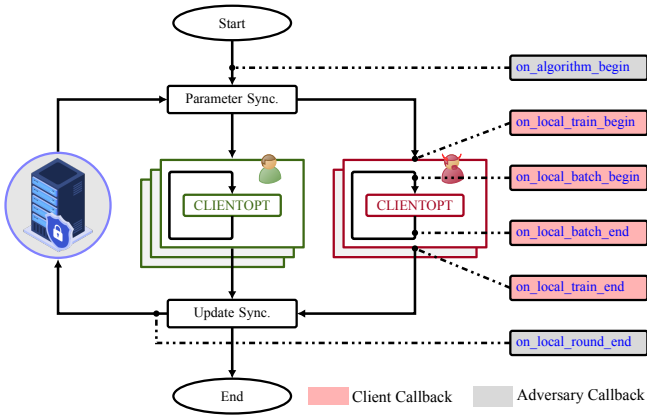 Start
on_algorithm_begin
Parameter Sync.
on_local_train_begin
on_local_batch_begin
CLIENTOPT
CLIENTOPT
on_local_batch_end
on_local_train_end
Update Sync.
on_local_round_end
End
Client Callback
Adversary Callback